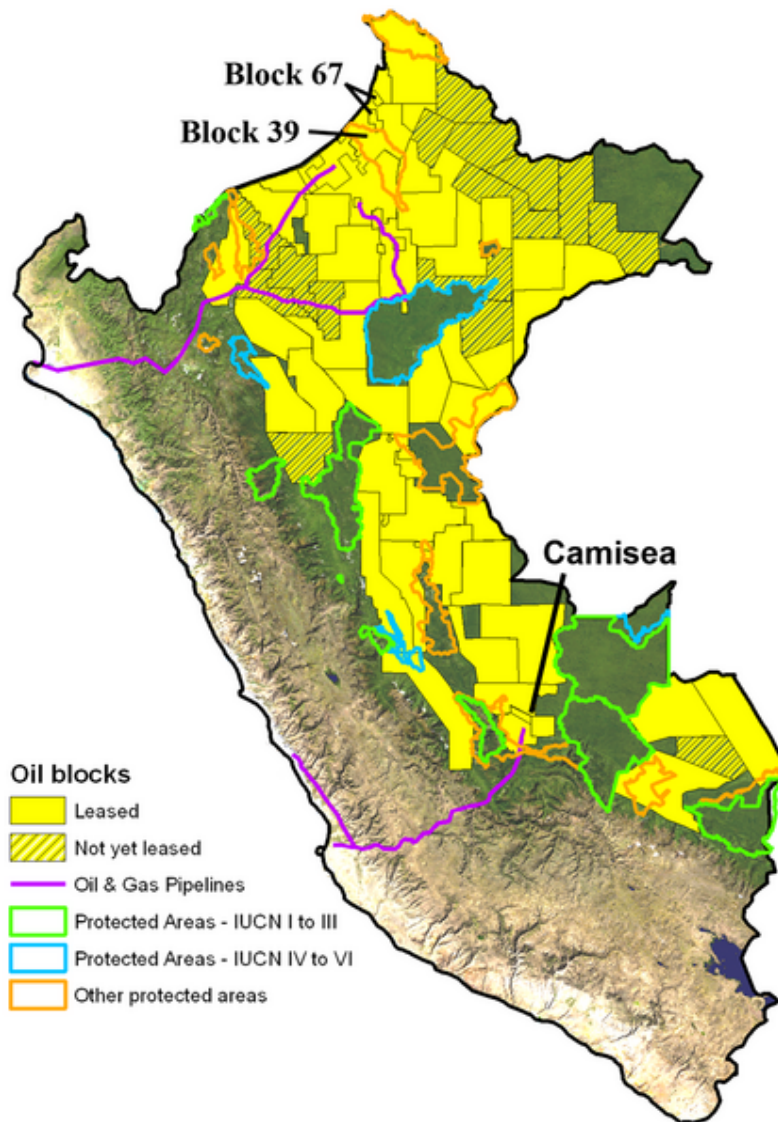 Block 67
Block 39
Camisea
Oil blocks
Leased
Not yet leased
Oil & Gas Pipelines
Protected Areas - IUCN I to III
Protected Areas - IUCN IV to VI
Other protected areas